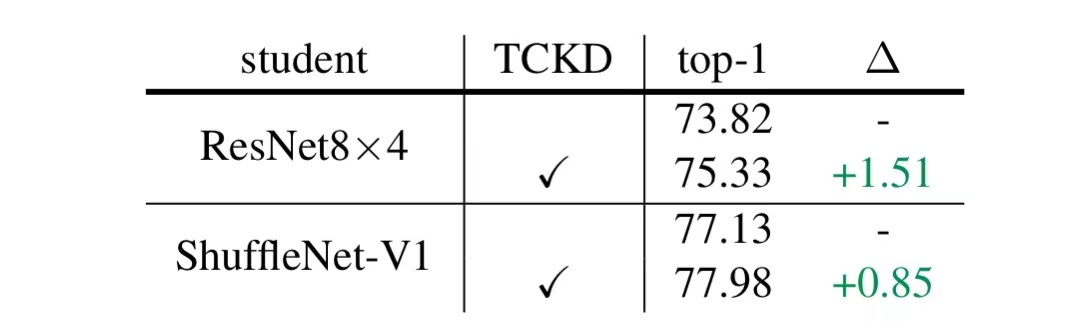 student TCKD top-1 Δ
ResNet8×4 73.82 -
✓ 75.33 +1.51
ShuffleNet-V1 77.13 -
✓ 77.98 +0.85